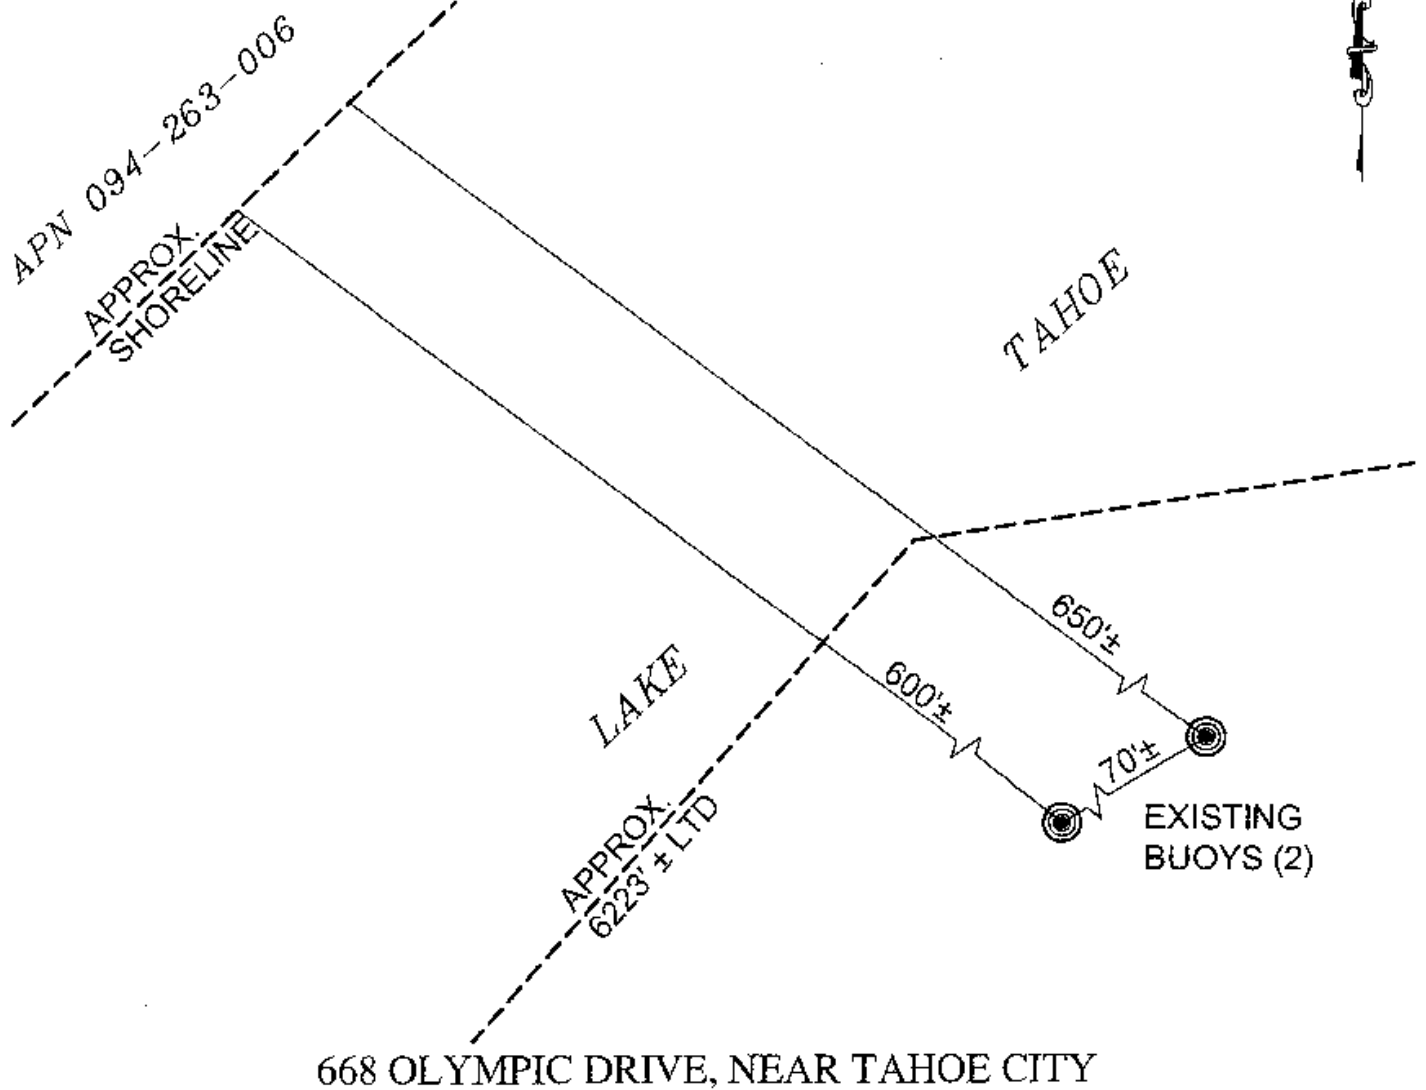 APN 094-263-006
APPROX.
SHORELINE
TAHOE
LAKE
650'±
600'±
70'±
EXISTING
BUOYS (2)
APPROX.
6223' ± LTD
668 OLYMPIC DRIVE, NEAR TAHOE CITY